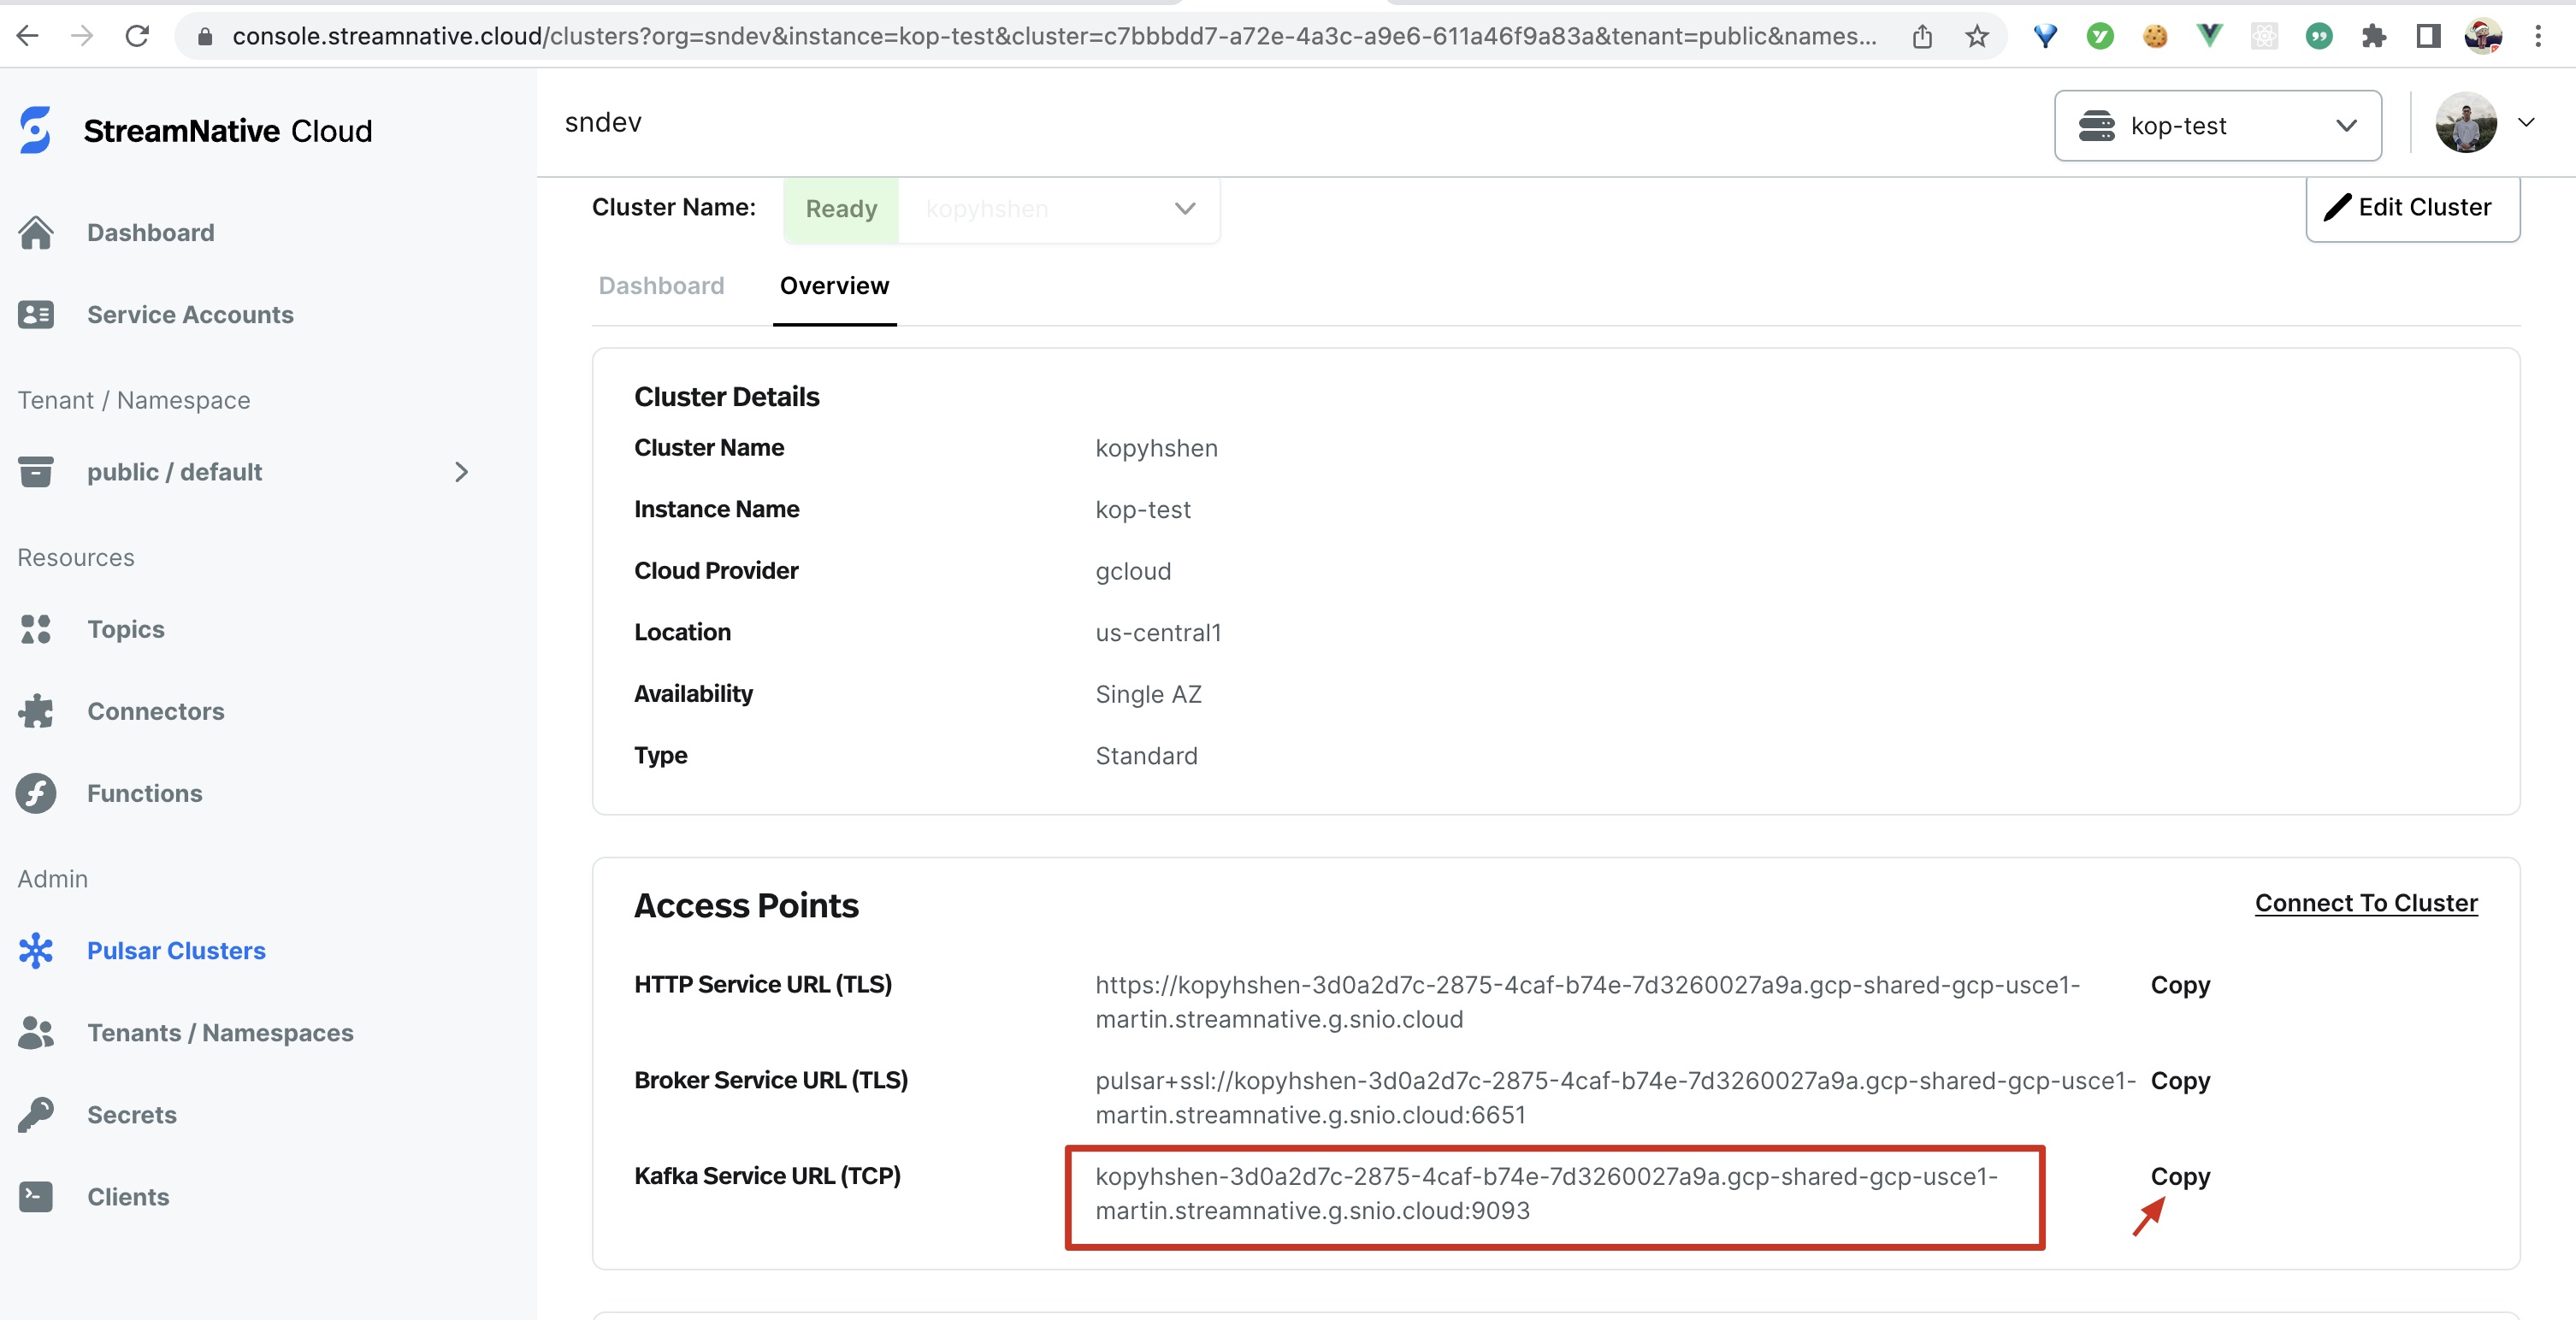 console.streamnative.cloud/clusters?org=sndev&instance=kop-test&cluster=c7bbbdd7-a72e-4a3c-a9e6-611a46f9a83a&tenant=public&names...
StreamNative Cloud
sndev
kop-test
Cluster Name:
Ready
kopyhshen
Edit Cluster
Dashboard
Service Accounts
Tenant / Namespace
public / default
Resources
Topics
Connectors
Functions
Admin
Pulsar Clusters
Tenants / Namespaces
Secrets
Clients
Dashboard
Overview
Cluster Details
Cluster Name
kopyhshen
Instance Name
kop-test
Cloud Provider
gcloud
Location
us-central1
Availability
Single AZ
Type
Standard
Access Points
Connect To Cluster
HTTP Service URL (TLS)
https://kopyhshen-3d0a2d7c-2875-4caf-b74e-7d3260027a9a.gcp-shared-gcp-usce1-
martin.streamnative.g.snio.cloud
Copy
Broker Service URL (TLS)
pulsar+ssl://kopyhshen-3d0a2d7c-2875-4caf-b74e-7d3260027a9a.gcp-shared-gcp-usce1-
martin.streamnative.g.snio.cloud:6651
Copy
Kafka Service URL (TCP)
kopyhshen-3d0a2d7c-2875-4caf-b74e-7d3260027a9a.gcp-shared-gcp-usce1-
martin.streamnative.g.snio.cloud:9093
Copy